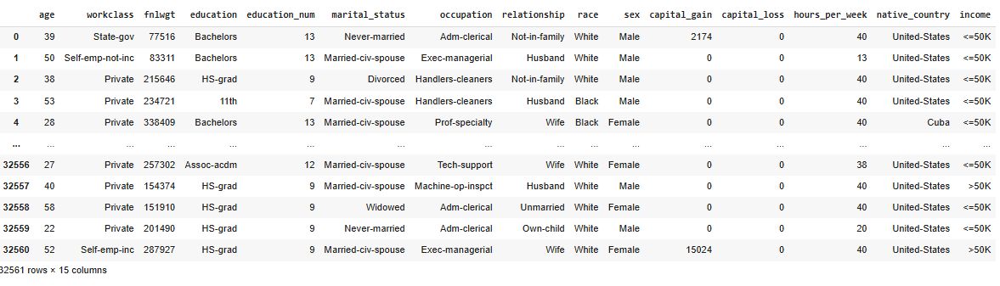 age workclass fnlwgt education education_num marital_status occupation relationship race sex capital_gain capital_loss hours_per_week native_country income
0 39 State-gov 77516 Bachelors 13 Never-married Adm-clerical Not-in-family White Male 2174 0 40 United-States <=50K
1 50 Self-emp-not-inc 83311 Bachelors 13 Married-civ-spouse Exec-managerial Husband White Male 0 0 13 United-States <=50K
2 38 Private 215646 HS-grad 9 Divorced Handlers-cleaners Not-in-family White Male 0 0 40 United-States <=50K
3 53 Private 234721 11th 7 Married-civ-spouse Handlers-cleaners Husband Black Male 0 0 40 United-States <=50K
4 28 Private 338409 Bachelors 13 Married-civ-spouse Prof-specialty Wife Black Female 0 0 40 Cuba <=50K
... ... ... ... ... ... ... ... ... ... ... ... ... ... ... ...
32556 27 Private 257302 Assoc-acdm 12 Married-civ-spouse Tech-support Wife White Female 0 0 38 United-States <=50K
32557 40 Private 154374 HS-grad 9 Married-civ-spouse Machine-op-inspct Husband White Male 0 0 40 United-States >50K
32558 58 Private 151910 HS-grad 9 Widowed Adm-clerical Unmarried White Female 0 0 40 United-States <=50K
32559 22 Private 201490 HS-grad 9 Never-married Adm-clerical Own-child White Male 0 0 20 United-States <=50K
32560 52 Self-emp-inc 287927 HS-grad 9 Married-civ-spouse Exec-managerial Wife White Female 15024 0 40 United-States >50K
32561 rows × 15 columns